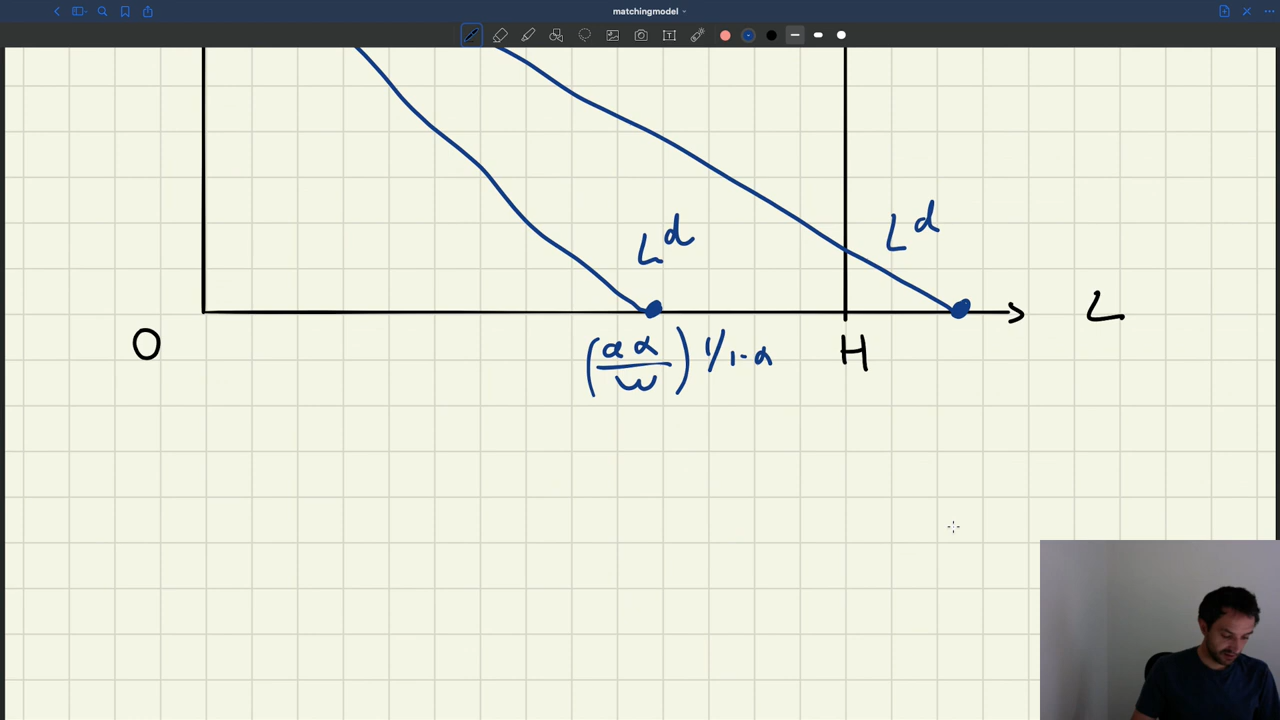 matchingmodel
L^d
L^d
L
O
(aα/w)^1/1-α
H